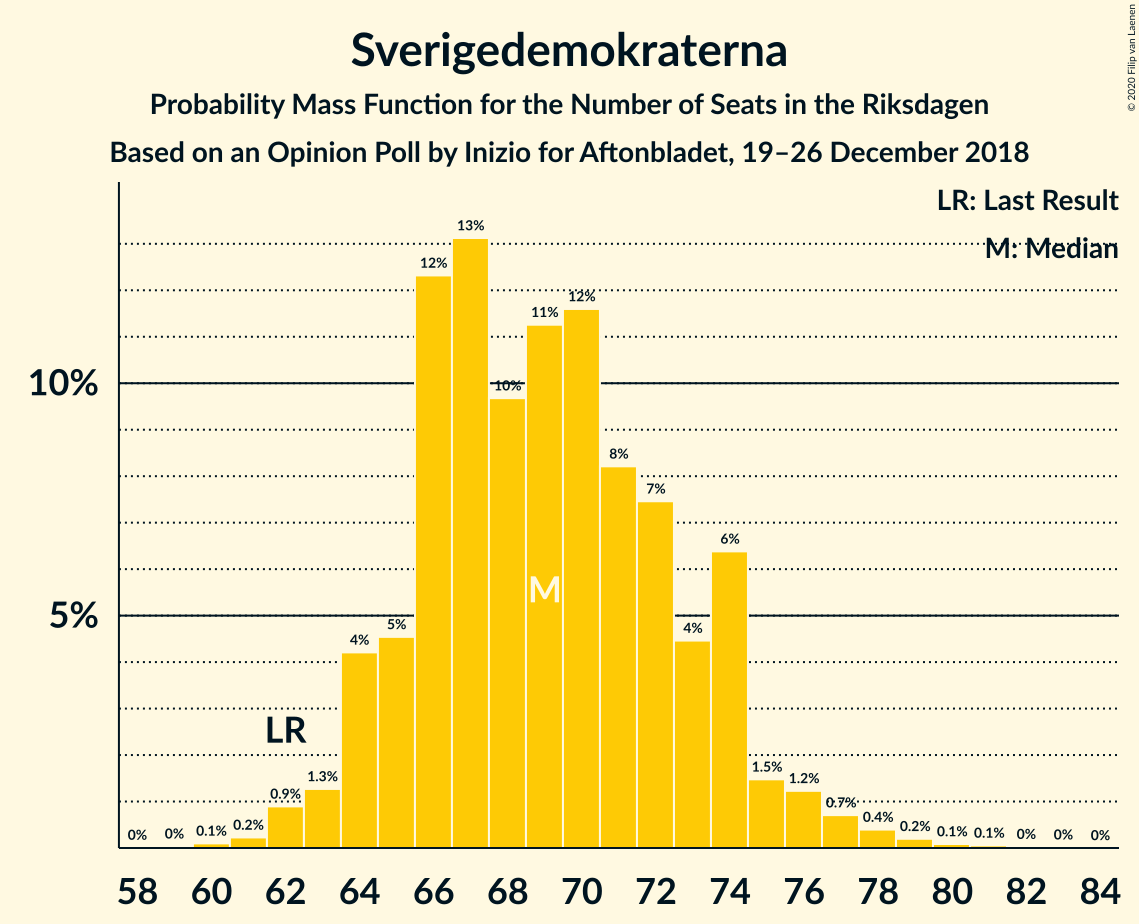 Sverigedemokraterna
Probability Mass Function for the Number of Seats in the Riksdagen
Based on an Opinion Poll by Inizio for Aftonbladet, 19–26 December 2018
© 2020 Filip van Laenen
LR: Last Result
M: Median
10%
5%
0% 0% 0.1% 0.2% 0.9% 1.3% 4% 5% 12% 13% 10% 11% 12% 8% 7% 4% 6% 1.5% 1.2% 0.7% 0.4% 0.2% 0.1% 0.1% 0% 0% 0%
LR
M
58 60 62 64 66 68 70 72 74 76 78 80 82 84